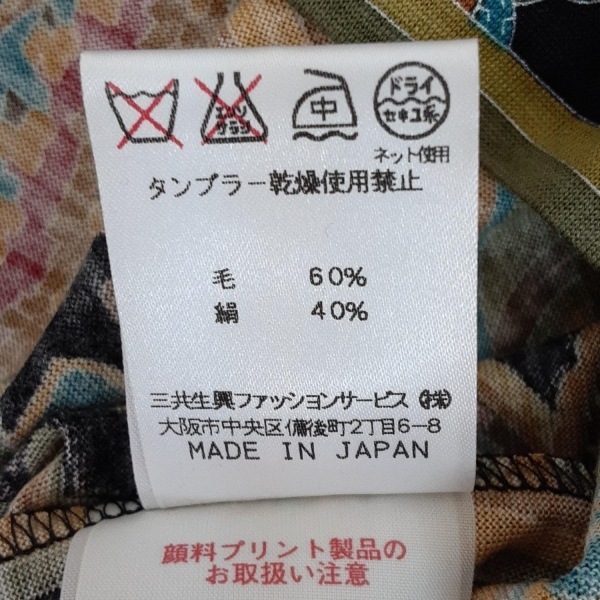 エンソ
サラシ
中
ドライ
セキユ系
ネット使用
タンブラー乾燥使用禁止
毛 60%
絹 40%
三共生興ファッションサービス㈱
大阪市中央区備後町2丁目6-8
MADE IN JAPAN
顔料プリント製品の
お取扱い注意